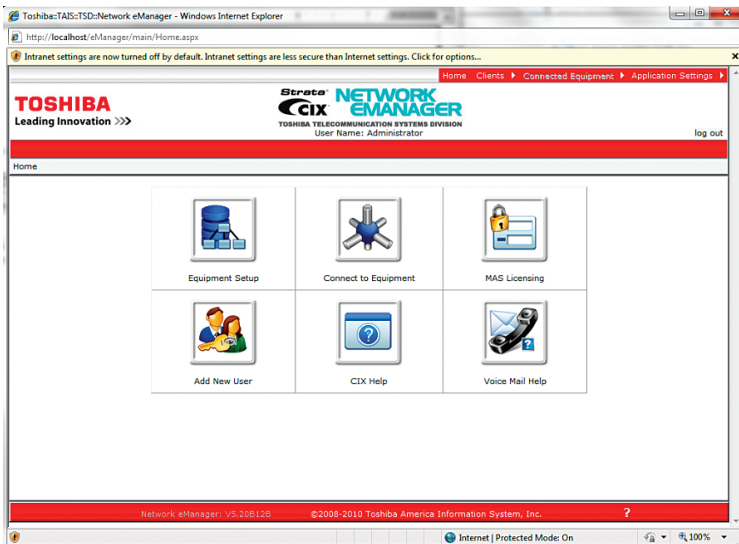 Toshiba::TAIS::TSD::Network eManager - Windows Internet Explorer
http://localhost/eManager/main/Home.aspx
Intranet settings are now turned off by default. Intranet settings are less secure than Internet settings. Click for options...
Home Clients Connected Equipment Application Settings
TOSHIBA
Leading Innovation >>>
Strata CIX NETWORK EMANAGER
TOSHIBA TELECOMMUNICATION SYSTEMS DIVISION
User Name: Administrator
log out
Home
Equipment Setup
Connect to Equipment
MAS Licensing
Add New User
CIX Help
Voice Mail Help
Network eManager: V5.20B12B ©2008-2010 Toshiba America Information System, Inc. ?
Internet | Protected Mode: On 100%